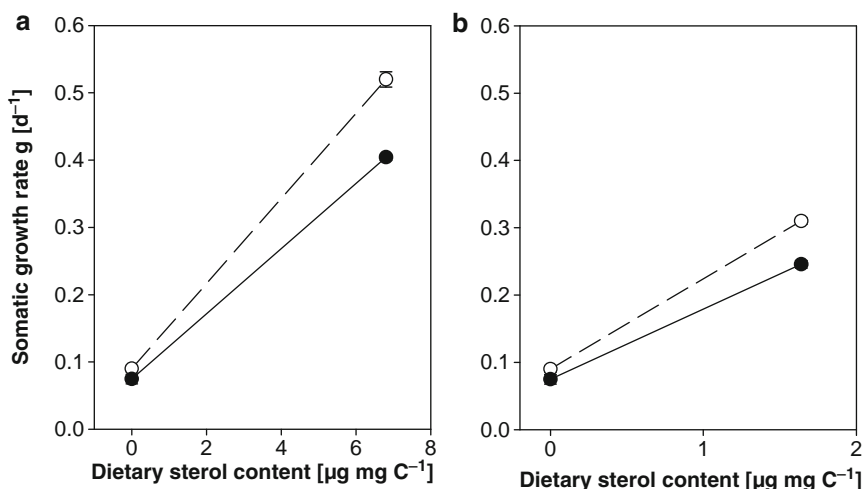 a
b
Somatic growth rate g [d⁻¹]
0.6
0.5
0.4
0.3
0.2
0.1
0.0
0 2 4 6 8
Dietary sterol content [µg mg C⁻¹]
0.6
0.5
0.4
0.3
0.2
0.1
0.0
0 1 2
Dietary sterol content [µg mg C⁻¹]